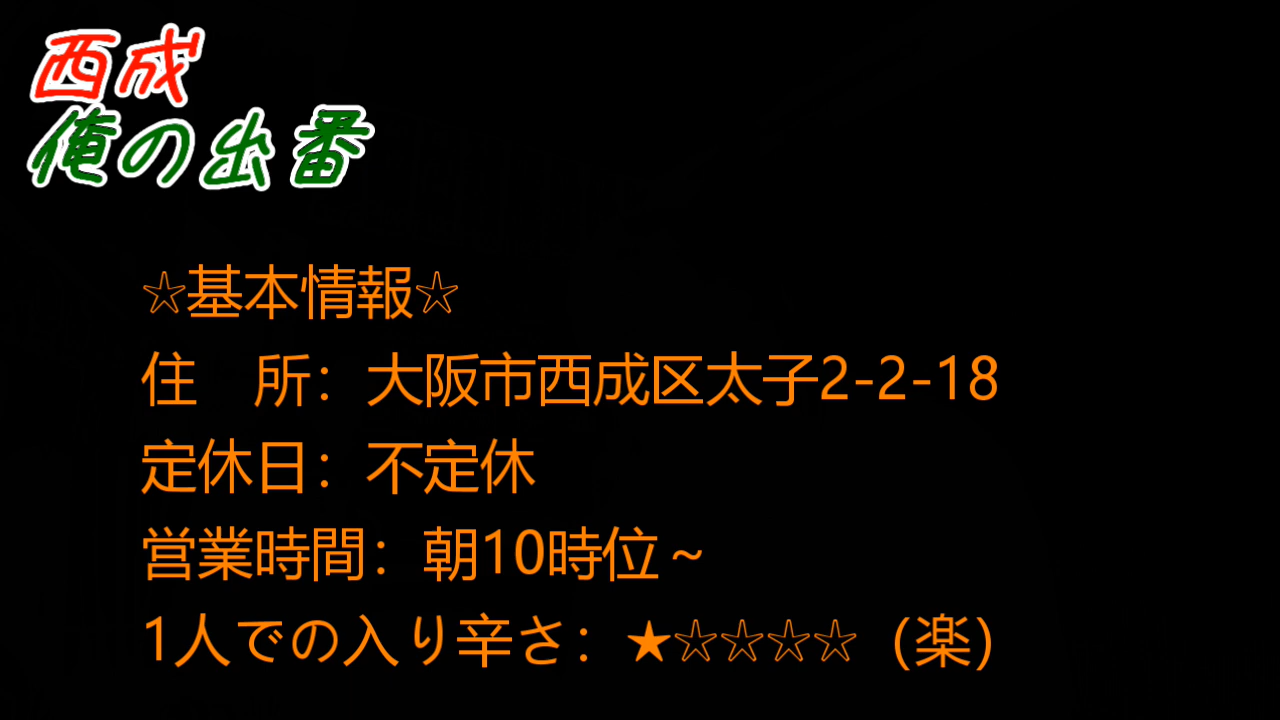 西成
俺の出番
☆基本情報☆
住　所：大阪市西成区太子2-2-18
定休日：不定休
営業時間：朝10時位～
1人での入り辛さ：★☆☆☆☆（楽）